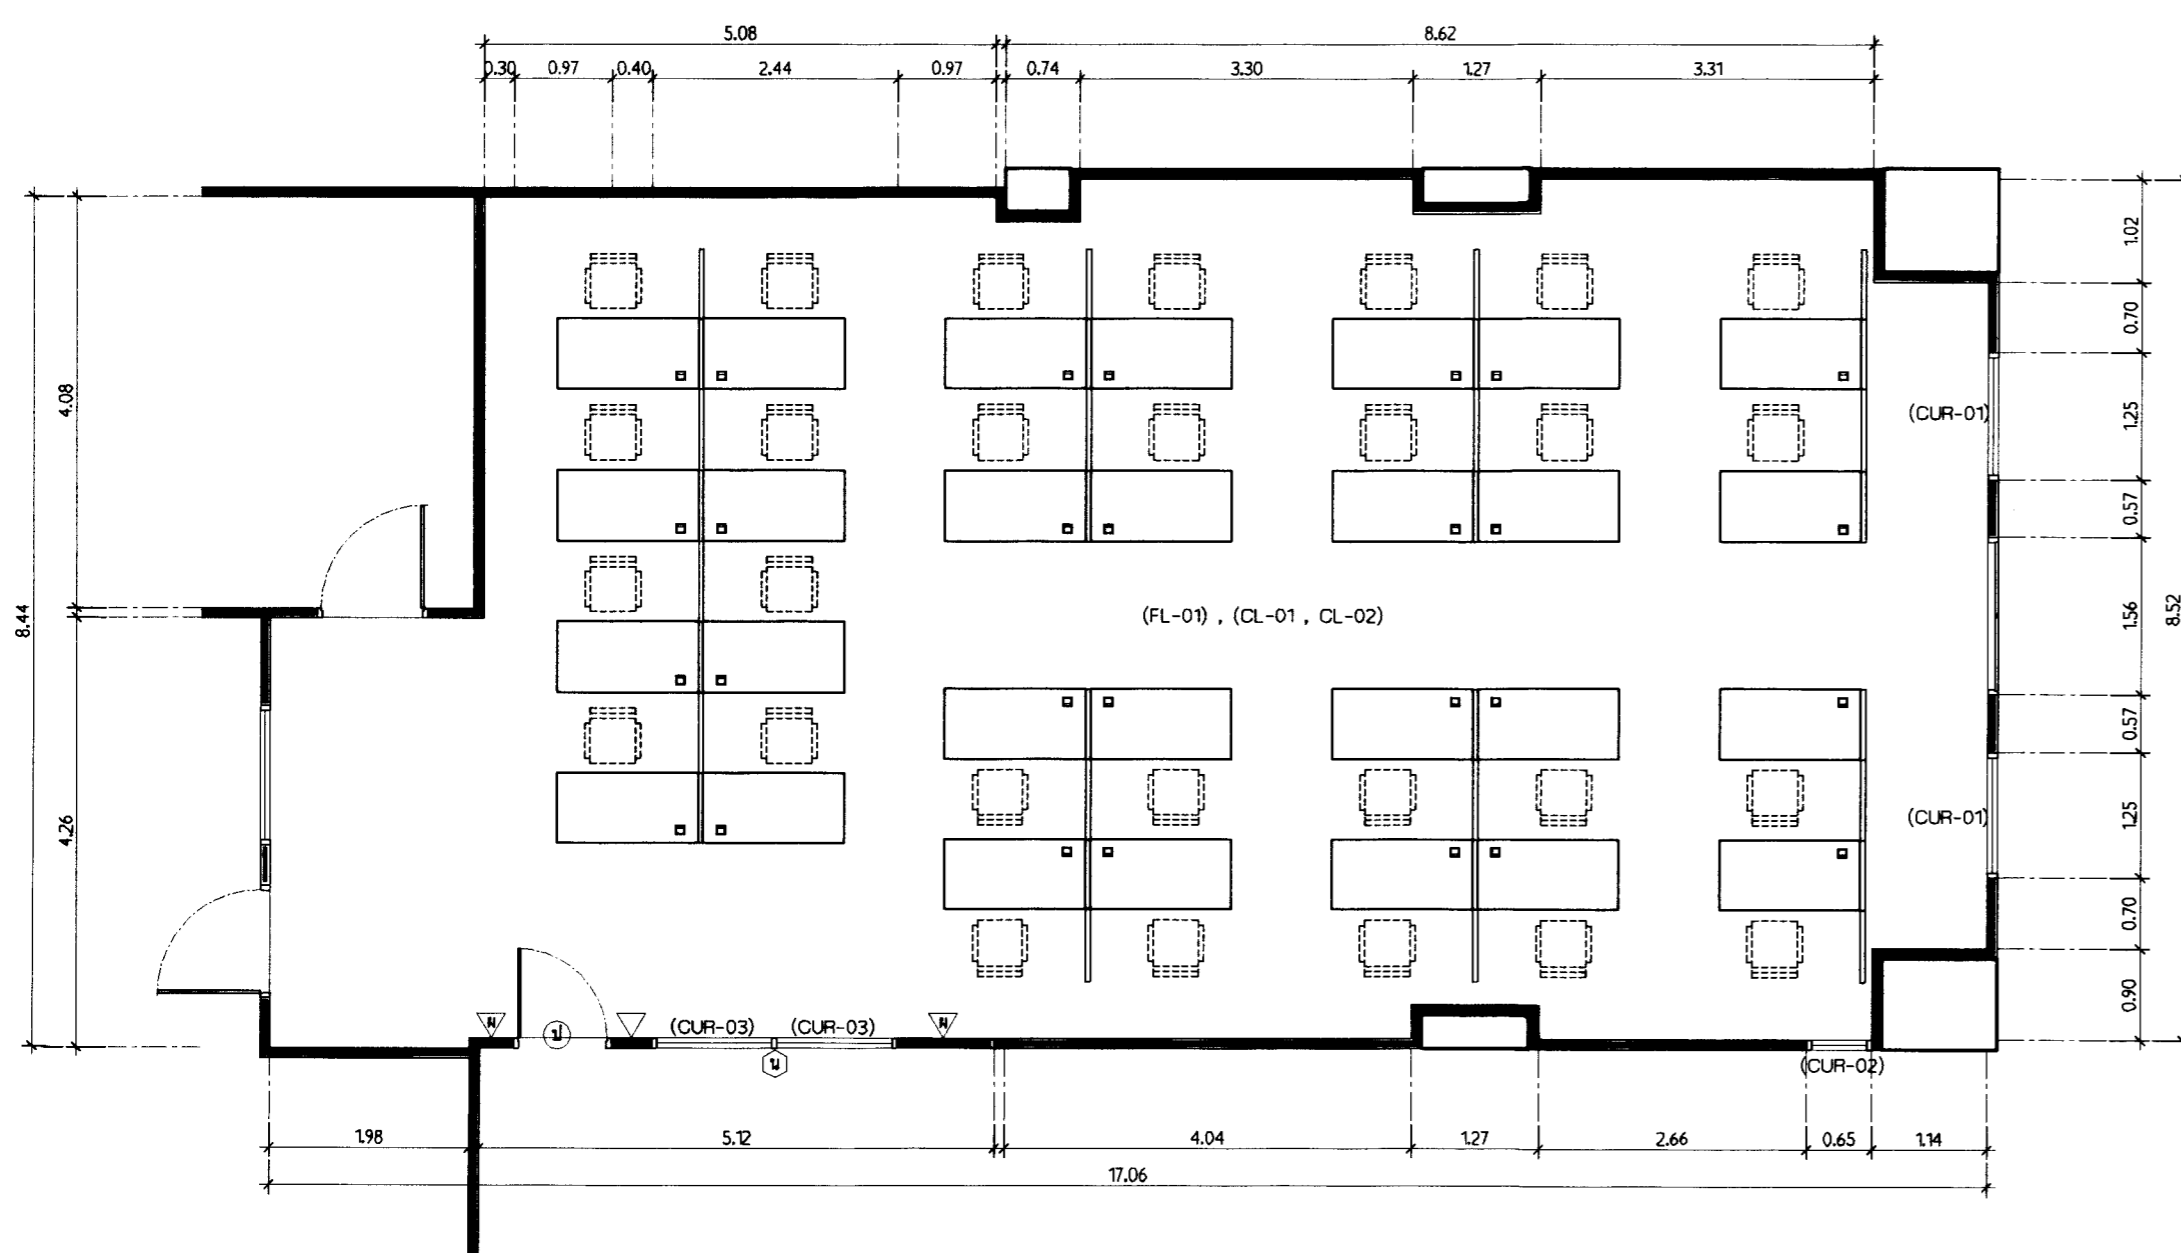 5.08
8.62
0.30 0.97 0.40 2.44 0.97 0.74 3.30 1.27 3.31
1.02
0.70
4.08
(CUR-01)
1.25
0.57
8.44
(FL-01) , (CL-01 , CL-02)
1.56
8.52
0.57
4.26
(CUR-01)
1.25
0.70
0.90
(CUR-03) (CUR-03)
ป
น
(CUR-02)
1.98 5.12 4.04 1.27 2.66 0.65 1.14
17.06